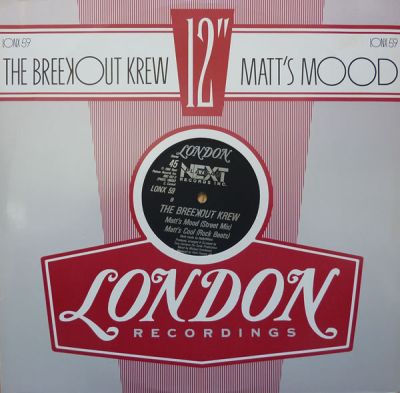 LONX 59
LONX 59
THE BREEKOUT KREW
12"
MATT'S MOOD
LONDON
45
NEXT
RECORDS INC.
LONX 59
THE BREEKOUT KREW
Matt's Mood (Street Mix)
Matt's Cool (Rock Beats)
LONDON
RECORDINGS